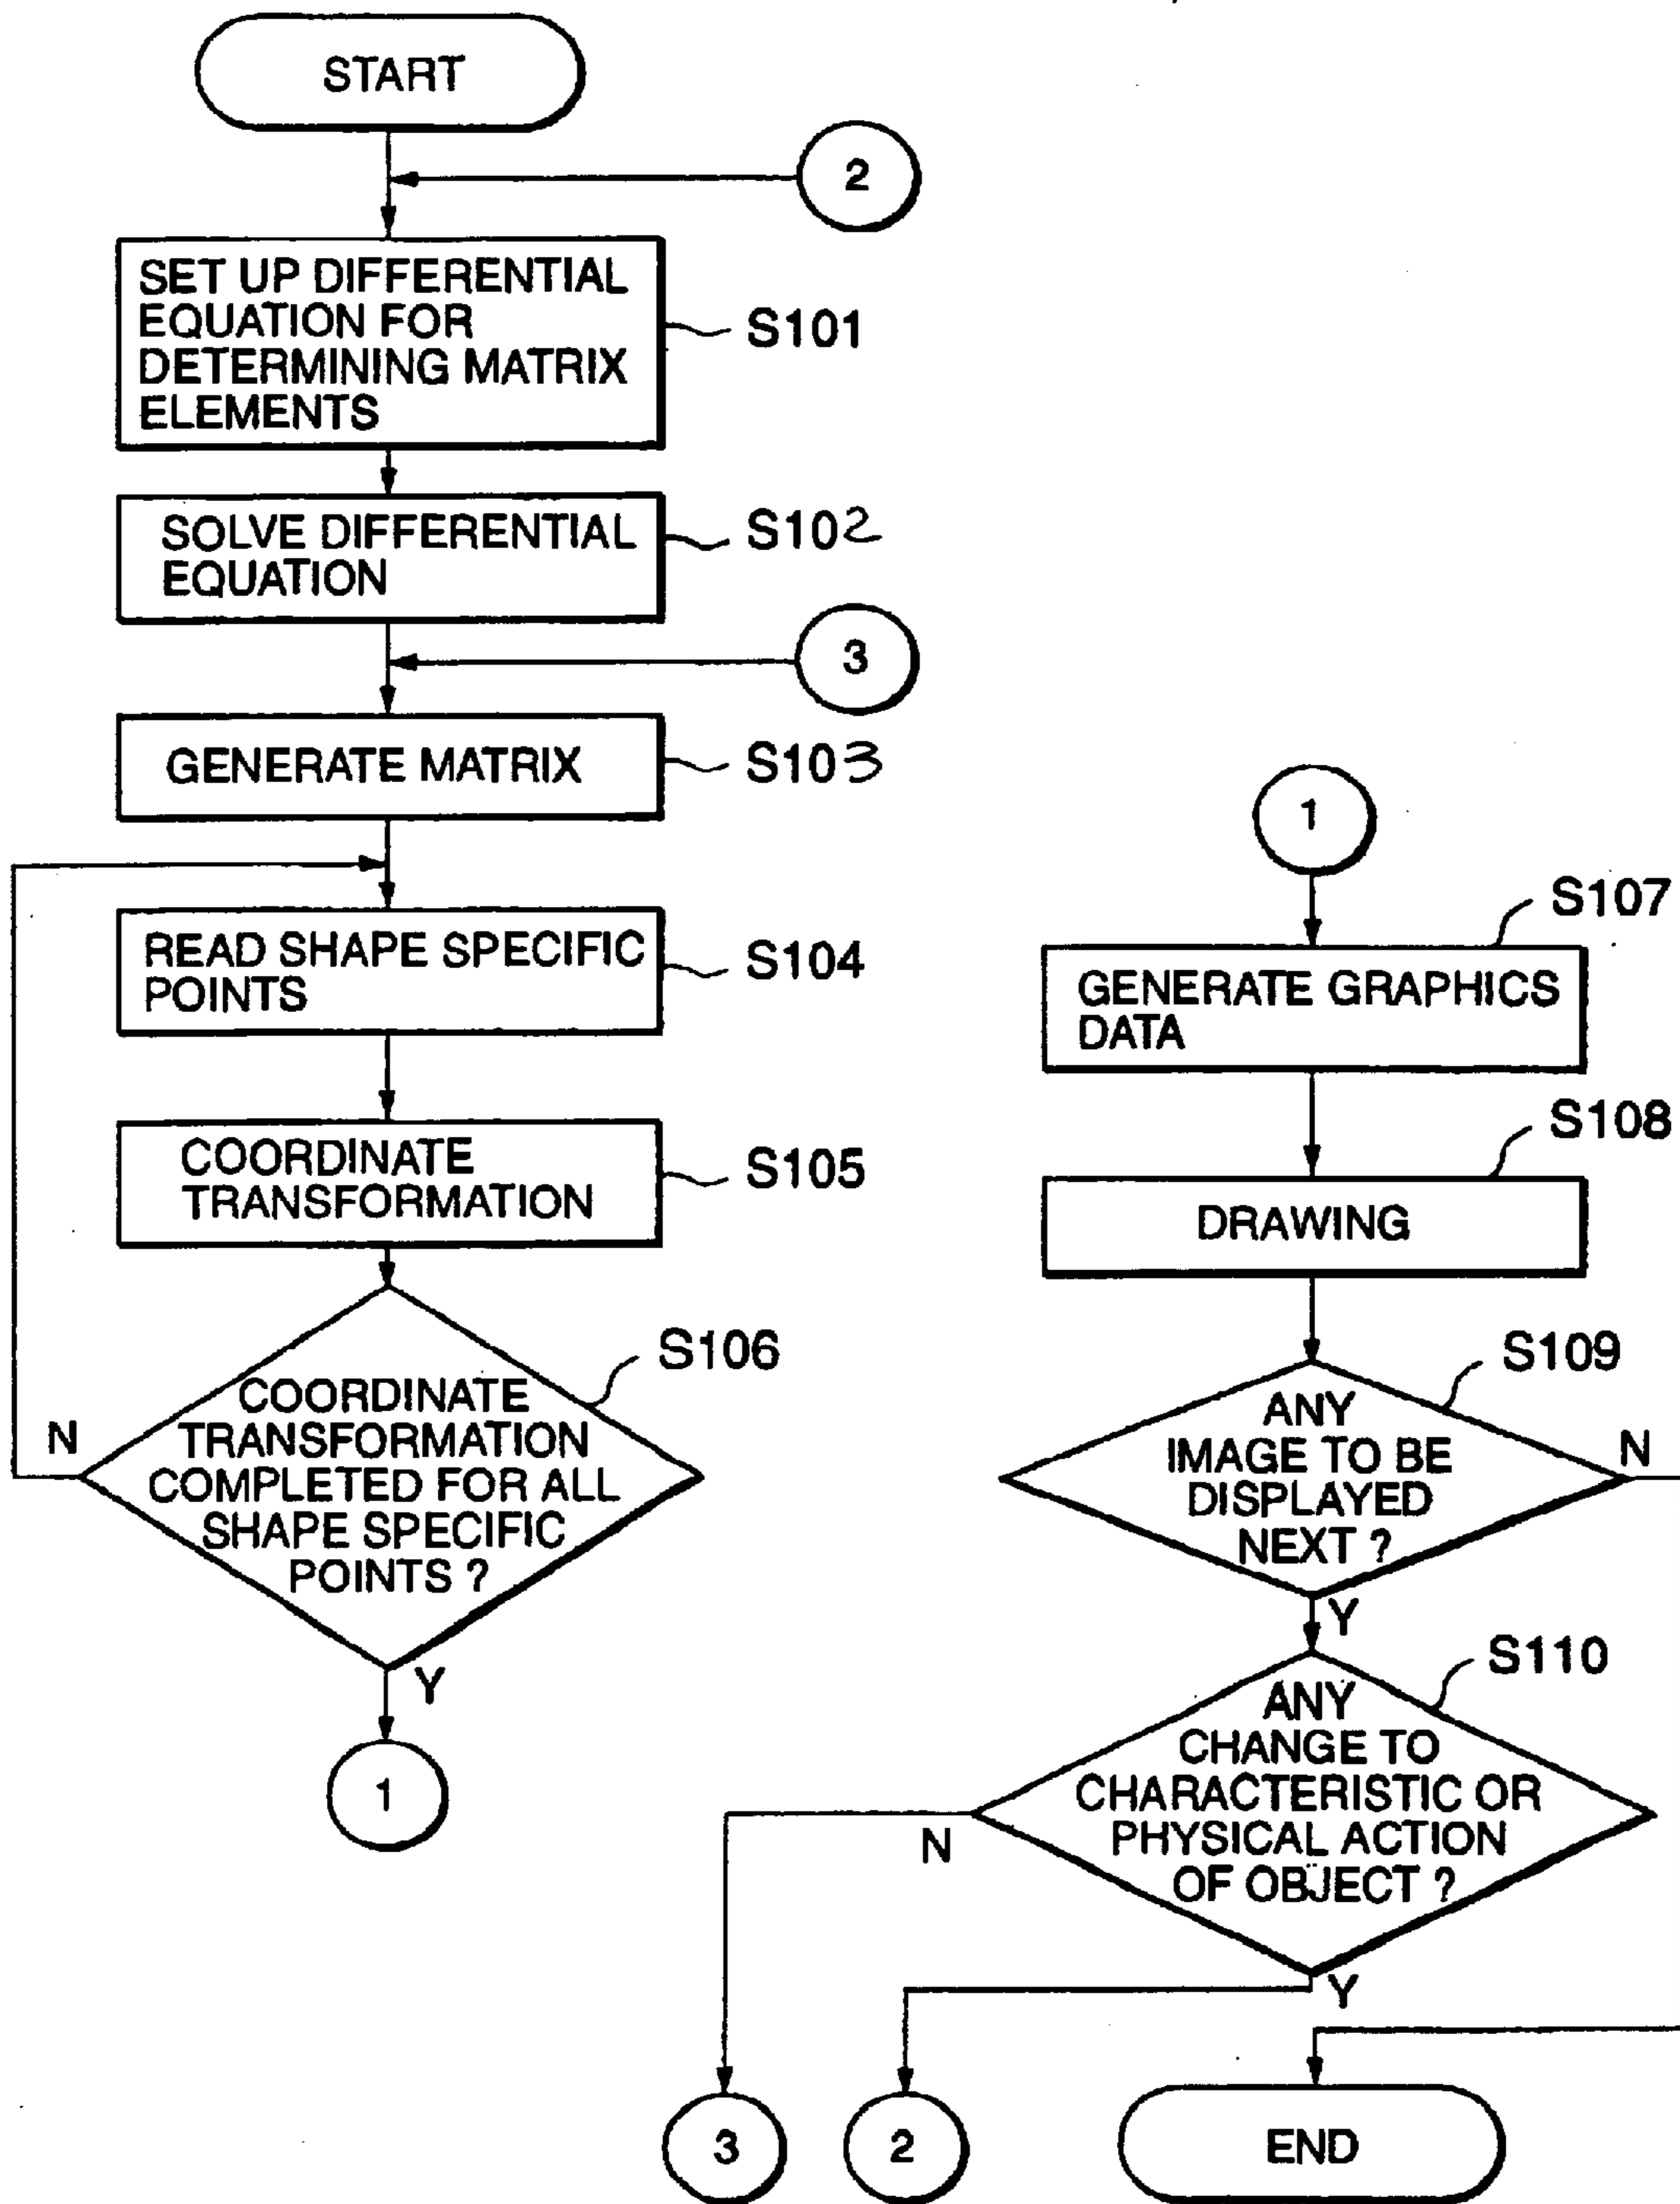 START
2
SET UP DIFFERENTIAL
EQUATION FOR
DETERMINING MATRIX
ELEMENTS
S101
SOLVE DIFFERENTIAL
EQUATION
S102
3
GENERATE MATRIX
S103
READ SHAPE SPECIFIC
POINTS
S104
COORDINATE
TRANSFORMATION
S105
COORDINATE
TRANSFORMATION
COMPLETED FOR ALL
SHAPE SPECIFIC
POINTS ?
S106
N
Y
1
1
S107
GENERATE GRAPHICS
DATA
S108
DRAWING
S109
ANY
IMAGE TO BE
DISPLAYED
NEXT ?
N
Y
S110
ANY
CHANGE TO
CHARACTERISTIC OR
PHYSICAL ACTION
OF OBJECT ?
N
Y
3
2
END